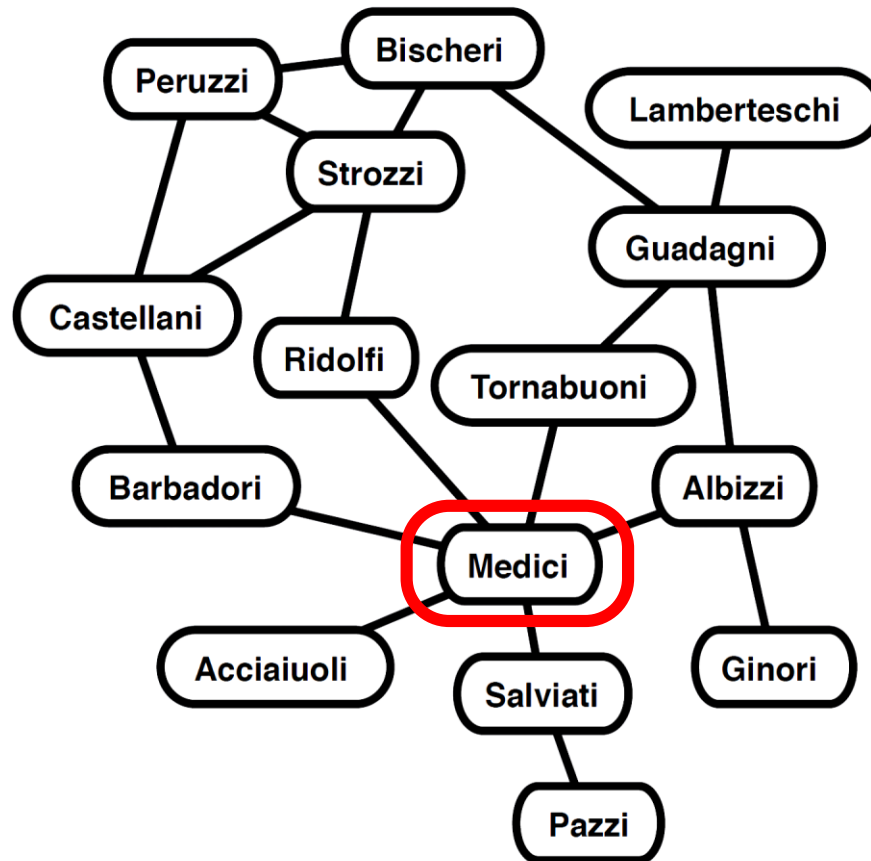 Bischeri
Peruzzi
Lamberteschi
Strozzi
Guadagni
Castellani
Ridolfi
Tornabuoni
Barbadori
Albizzi
Medici
Acciaiuoli
Salviati
Ginori
Pazzi